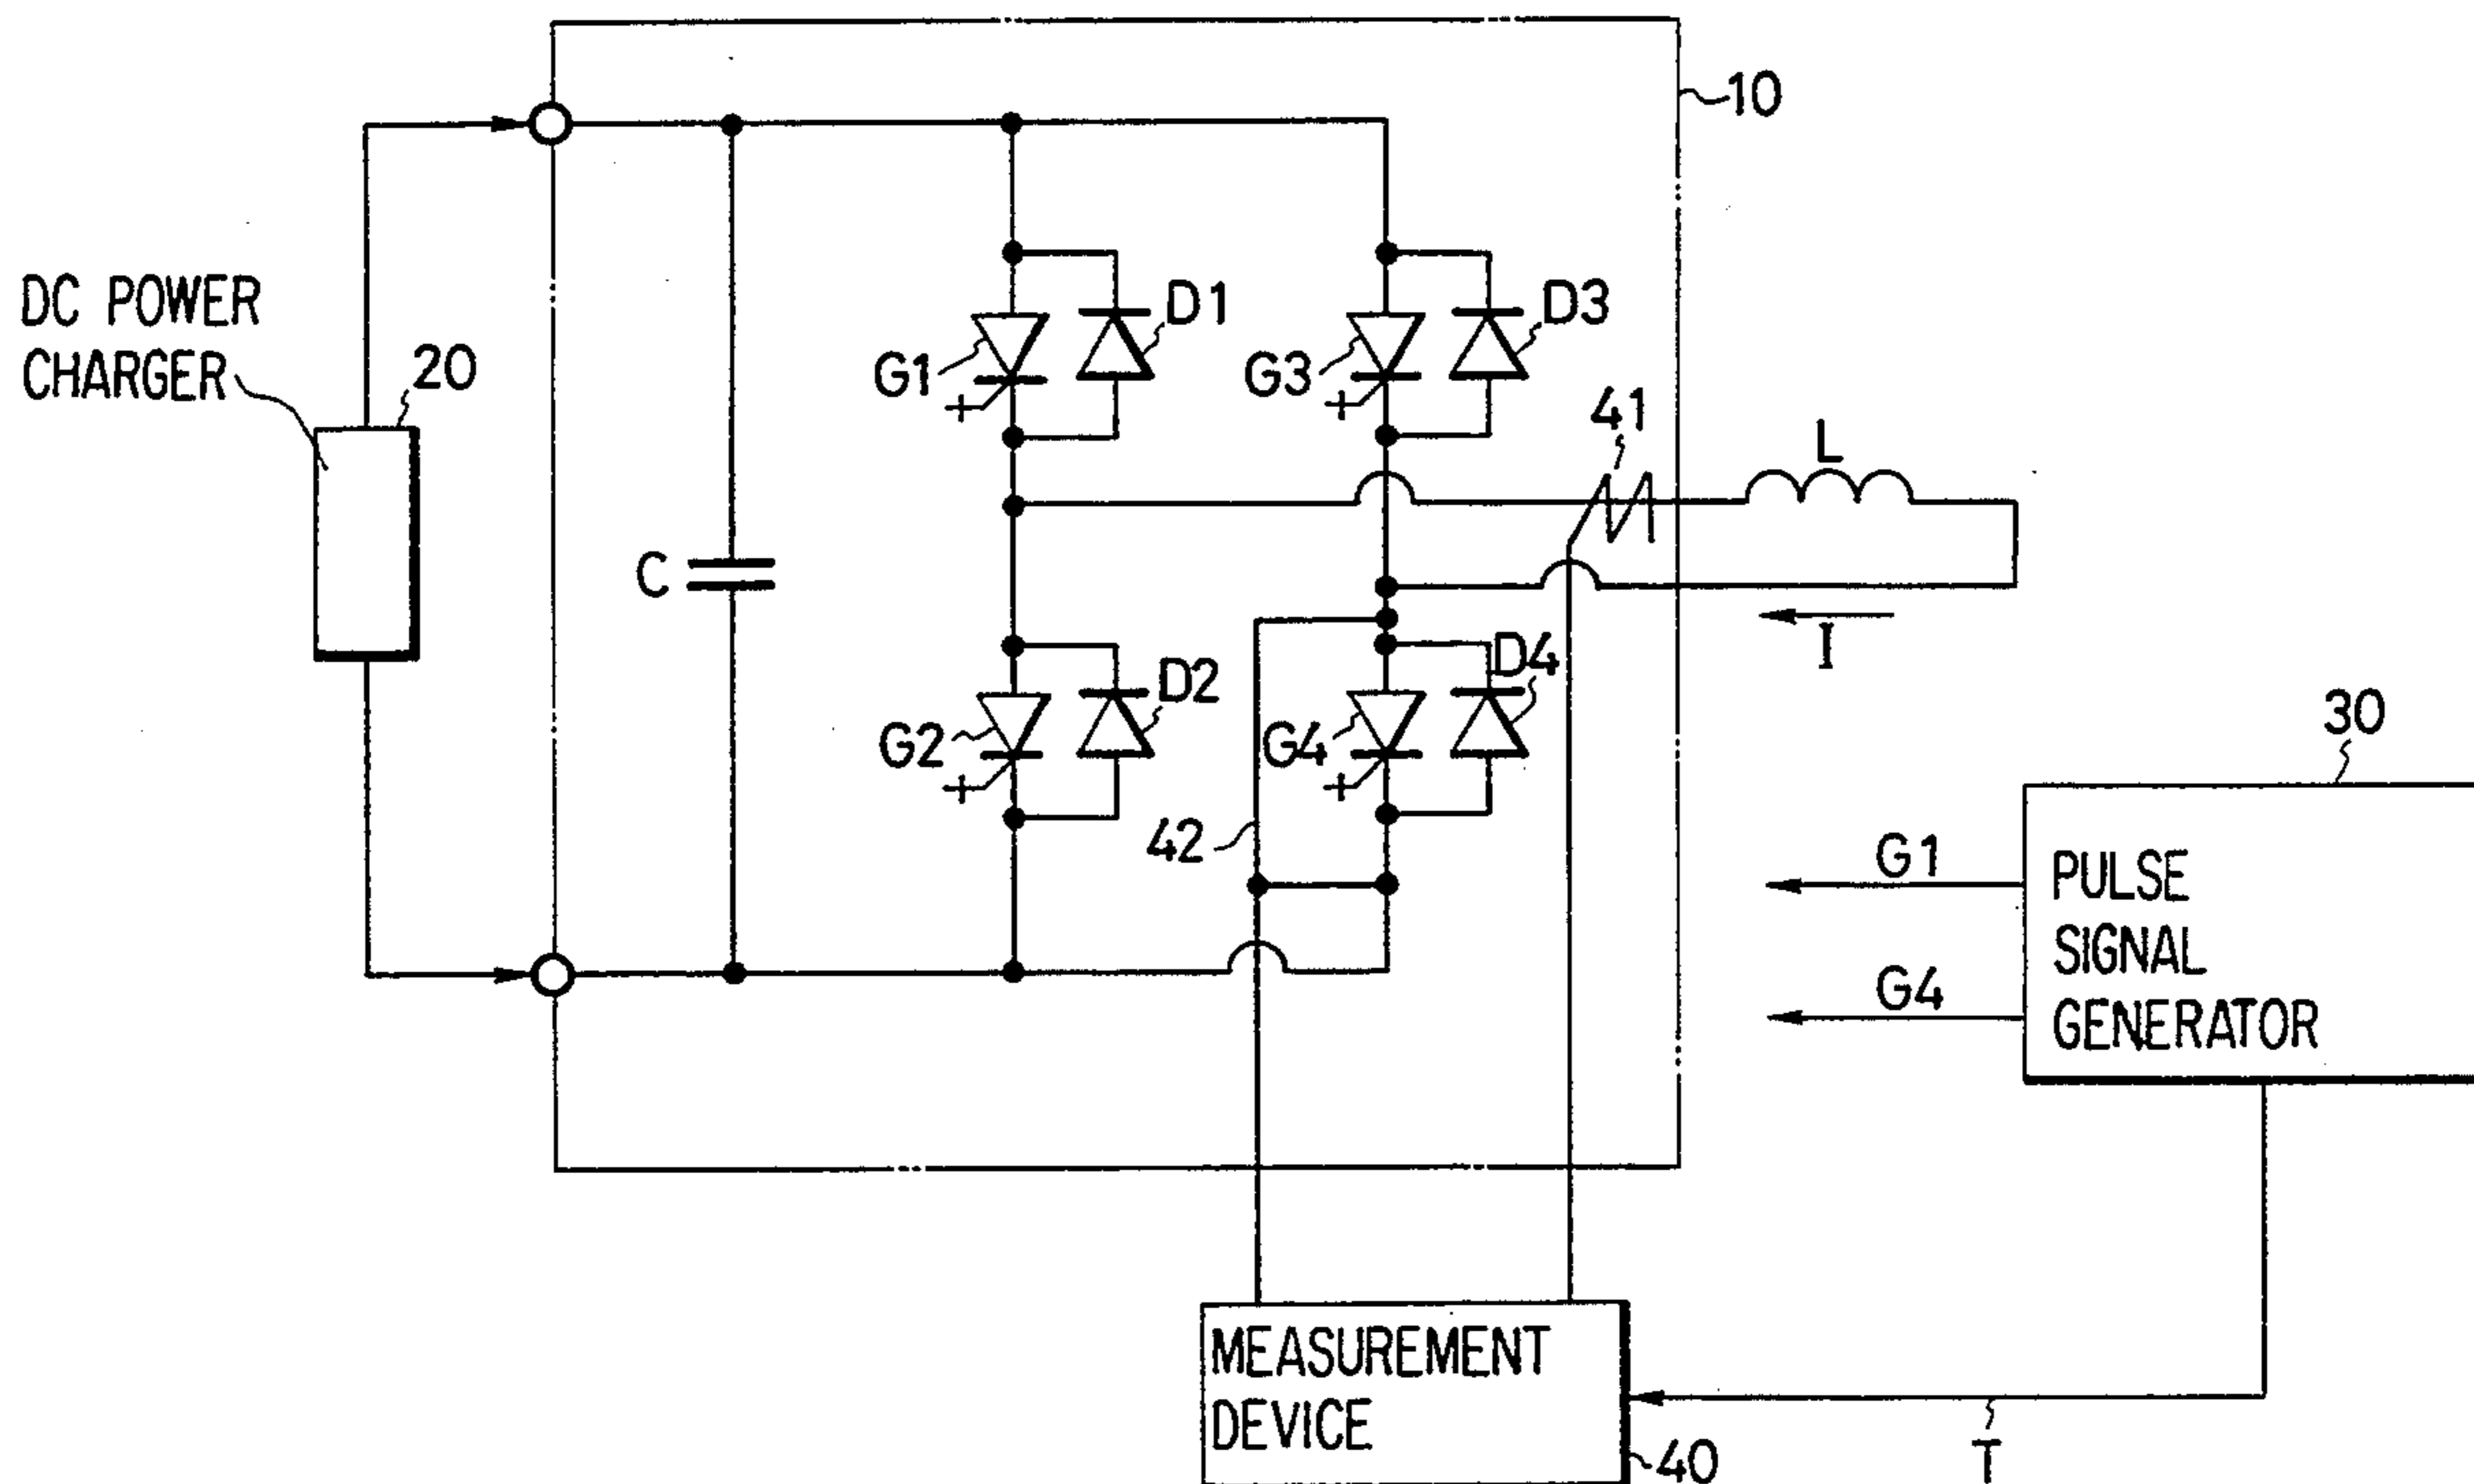 10
DC POWER
CHARGER
20
D1
D3
G1
G3
41
L
C
I
D2
D4
G2
G4
42
30
G1
PULSE
SIGNAL
G4
GENERATOR
MEASUREMENT
DEVICE
40
T